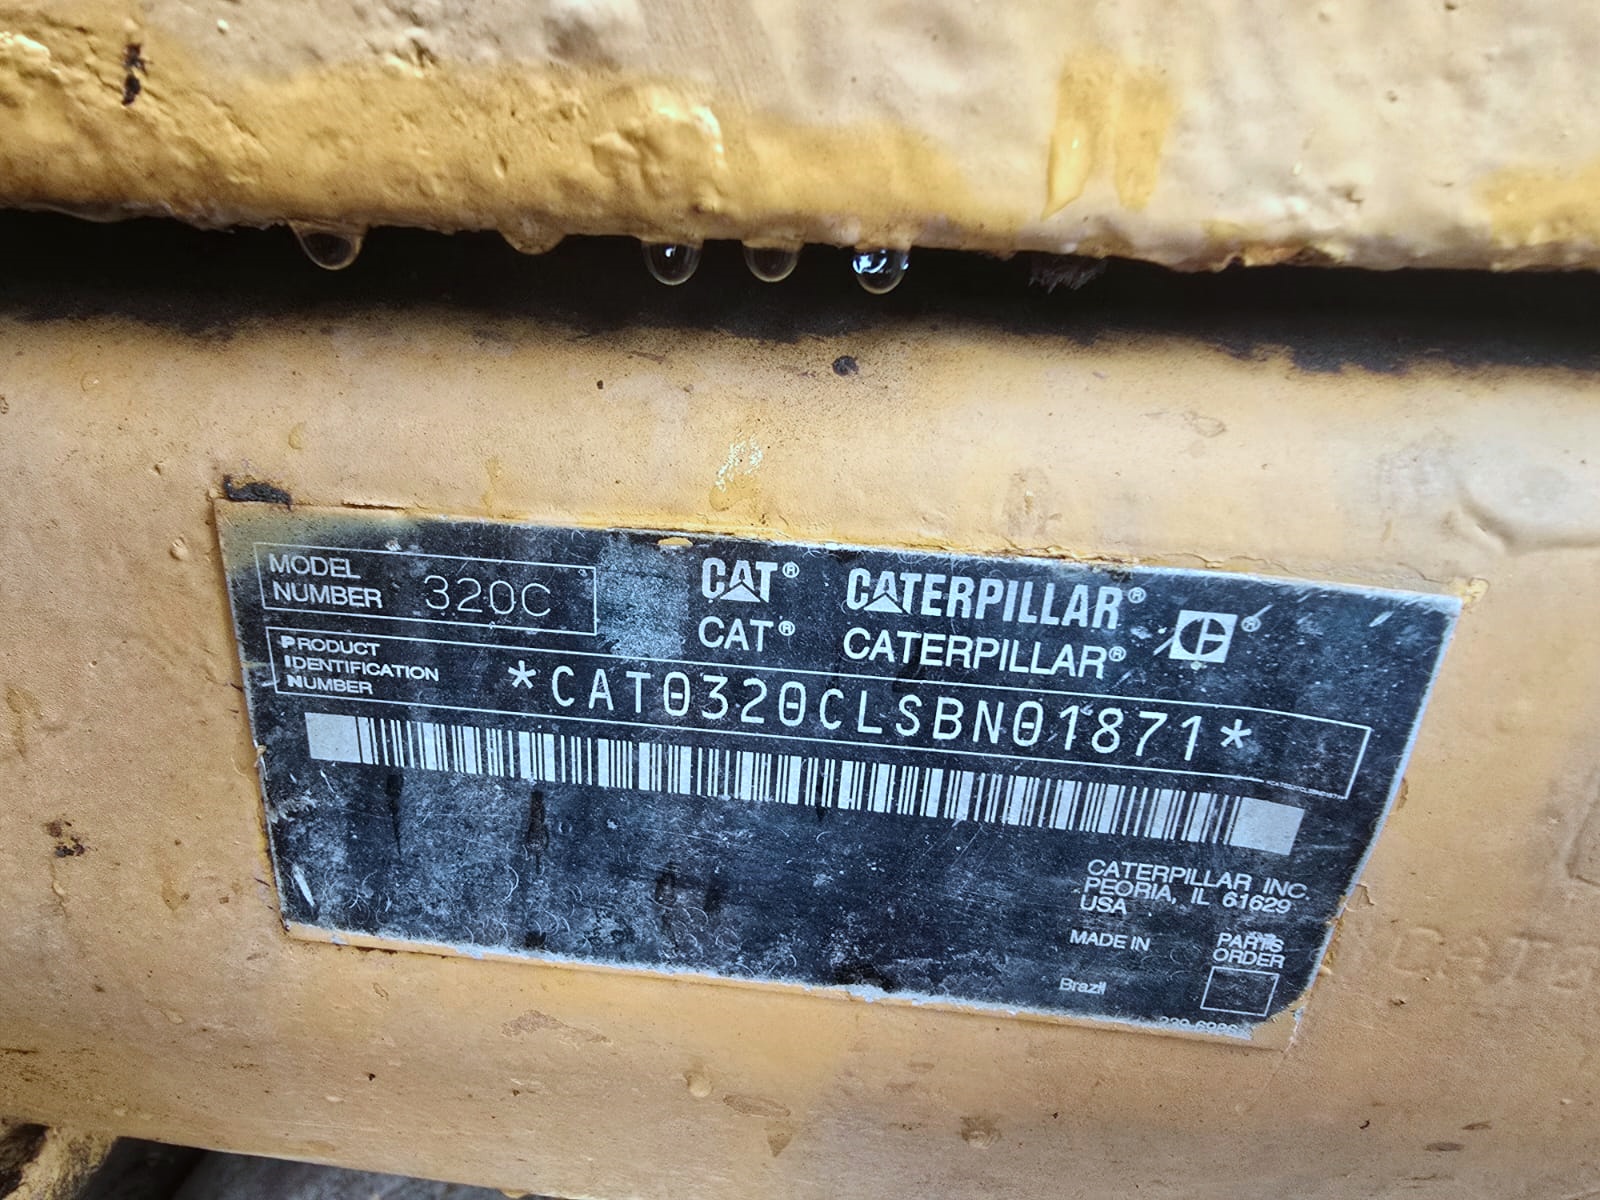 MODEL NUMBER 320C
CAT® CATERPILLAR® ®
CAT® CATERPILLAR®
PRODUCT
IDENTIFICATION
NUMBER
*CAT0320CLSBN01871*
CATERPILLAR INC.
PEORIA, IL 61629
USA
MADE IN
Brazil
PARTS
ORDER